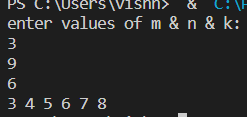 PS C:\Users\vishn> & 'C:\
enter values of m & n & k:
3
9
6
3 4 5 6 7 8